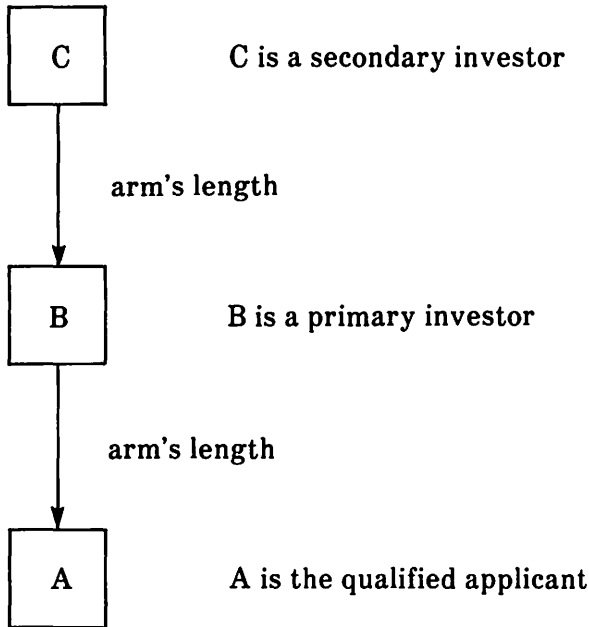 C C is a secondary investor
arm's length
B B is a primary investor
arm's length
A A is the qualified applicant